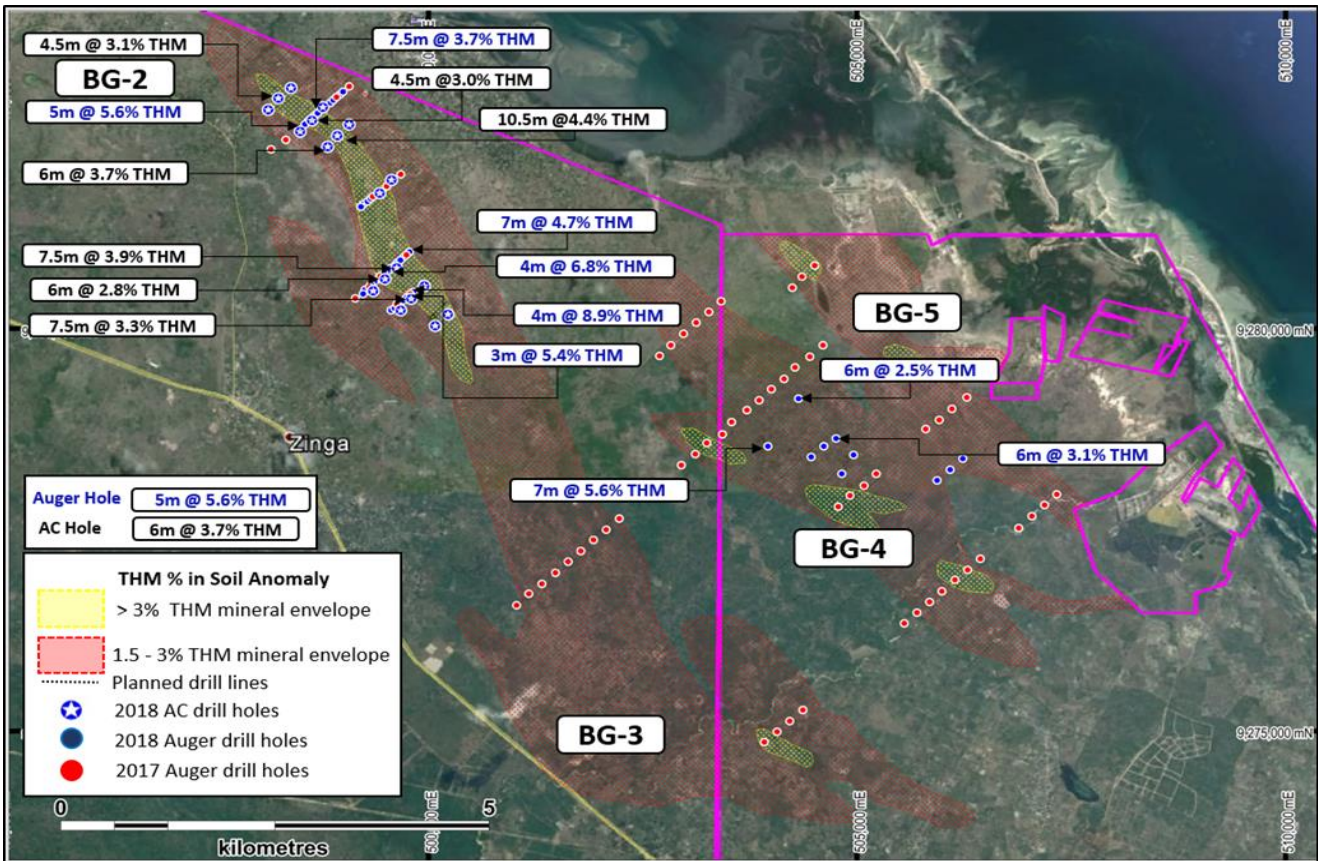 4.5m @ 3.1% THM
7.5m @ 3.7% THM
BG-2
4.5m @3.0% THM
5m @ 5.6% THM
10.5m @4.4% THM
6m @ 3.7% THM
7m @ 4.7% THM
7.5m @ 3.9% THM
4m @ 6.8% THM
6m @ 2.8% THM
7.5m @ 3.3% THM
4m @ 8.9% THM
3m @ 5.4% THM
BG-5
6m @ 2.5% THM
6m @ 3.1% THM
7m @ 5.6% THM
BG-4
BG-3
Zinga
505,000 mE
510,000 mE
9,280,000 mN
9,275,000 mN
505,000 mE
510,000 mE
Auger Hole 5m @ 5.6% THM
AC Hole 6m @ 3.7% THM
THM % in Soil Anomaly
> 3% THM mineral envelope
1.5 - 3% THM mineral envelope
Planned drill lines
2018 AC drill holes
2018 Auger drill holes
2017 Auger drill holes
0 5
kilometres